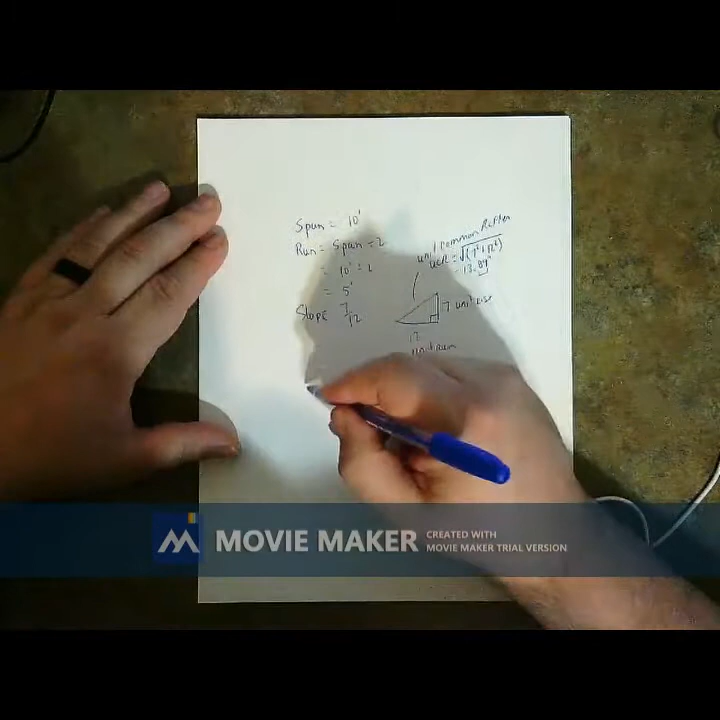 Span = 10'
Run = Span ÷ 2
= 10' ÷ 2
= 5'
Slope 7/12
unit common Rafter
UCR = √(7²+12²)
= 13.89"
7 unit rise
12
unit run
MOVIE MAKER
CREATED WITH
MOVIE MAKER TRIAL VERSION